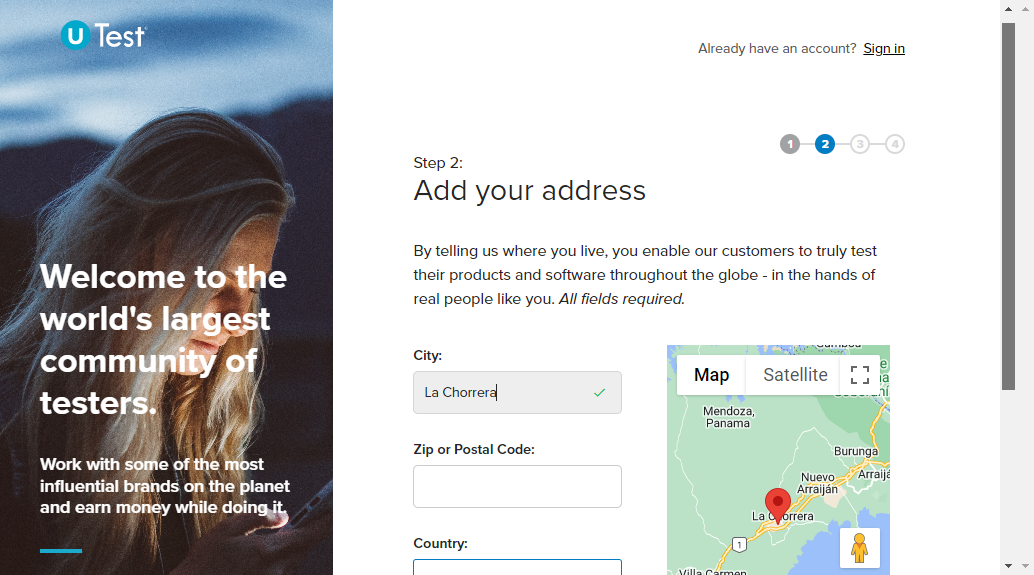 U Test
Already have an account? Sign in
1 2 3 4
Step 2:
Add your address
By telling us where you live, you enable our customers to truly test
their products and software throughout the globe - in the hands of
real people like you. All fields required.
Welcome to the
world's largest
community of
testers.
Work with some of the most
influential brands on the planet
and earn money while doing it.
City:
La Chorrera
Zip or Postal Code:
Country:
Map Satellite
Mendoza,
Panama
Burunga
Nuevo
Arraiján
Arraiján
La Chorrera
1
Villa Carmen